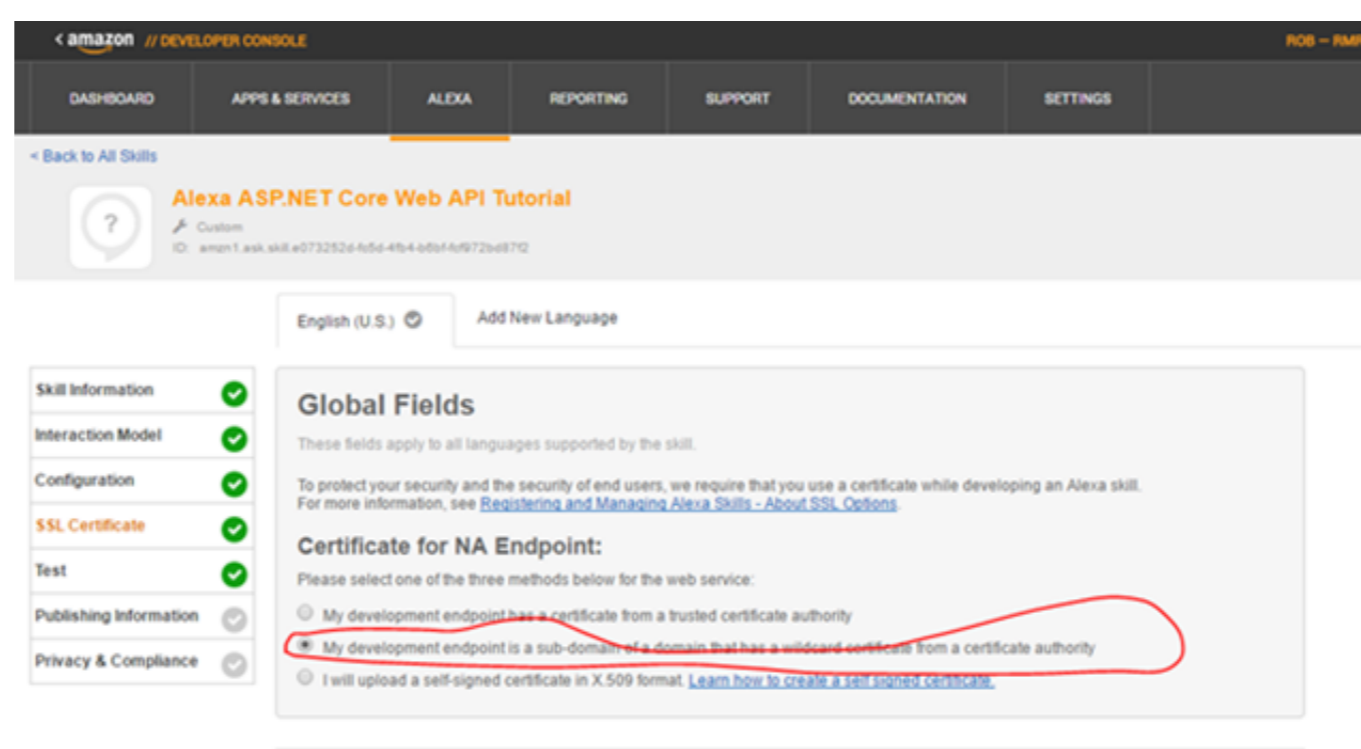 < amazon // DEVELOPER CONSOLE
ROB – RMR
DASHBOARD APPS & SERVICES ALEXA REPORTING SUPPORT DOCUMENTATION SETTINGS
< Back to All Skills
?
Alexa ASP.NET Core Web API Tutorial
Custom
ID:
English (U.S.) Add New Language
Skill Information
Interaction Model
Configuration
SSL Certificate
Test
Publishing Information
Privacy & Compliance
Global Fields
These fields apply to all languages supported by the skill.
To protect your security and the security of end users, we require that you use a certificate while developing an Alexa skill.
For more information, see Registering and Managing Alexa Skills - About SSL Options.
Certificate for NA Endpoint:
Please select one of the three methods below for the web service:
My development endpoint has a certificate from a trusted certificate authority
My development endpoint is a sub-domain of a domain that has a wildcard certificate from a certificate authority
I will upload a self-signed certificate in X.509 format. Learn how to create a self signed certificate.